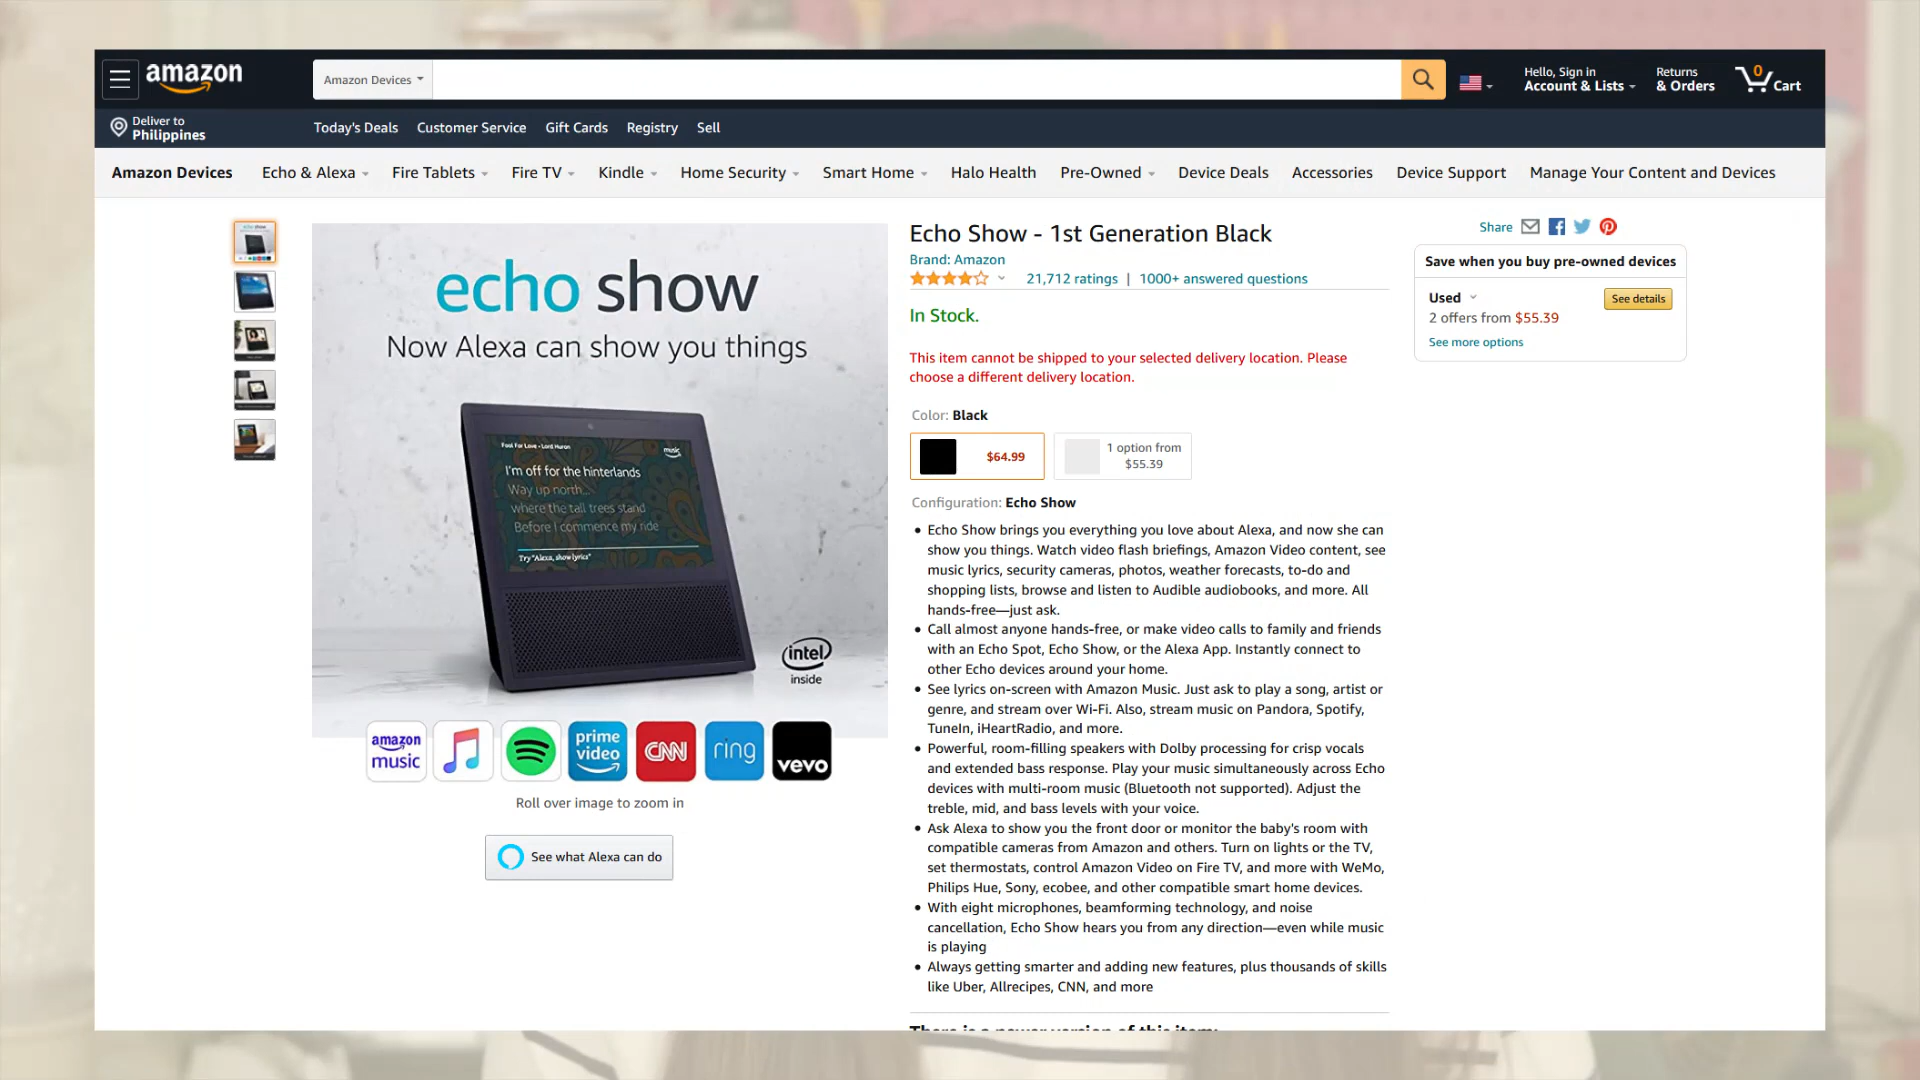 amazon
Amazon Devices
Hello, Sign in
Account & Lists
Returns
& Orders
0
Cart
Deliver to
Philippines
Today's Deals
Customer Service
Gift Cards
Registry
Sell
Amazon Devices
Echo & Alexa
Fire Tablets
Fire TV
Kindle
Home Security
Smart Home
Halo Health
Pre-Owned
Device Deals
Accessories
Device Support
Manage Your Content and Devices
echo show
Now Alexa can show you things
Fool For Love • Lord Huron
music
I'm off for the hinterlands
Way up north...
where the tall trees stand
Before I commence my ride
Try "Alexa, show lyrics"
intel
inside
amazon
music
prime
video
CNN
ring
vevo
Roll over image to zoom in
See what Alexa can do
Echo Show - 1st Generation Black
Brand: Amazon
21,712 ratings | 1000+ answered questions
In Stock.
This item cannot be shipped to your selected delivery location. Please
choose a different delivery location.
Color: Black
$64.99
1 option from
$55.39
Configuration: Echo Show
• Echo Show brings you everything you love about Alexa, and now she can
show you things. Watch video flash briefings, Amazon Video content, see
music lyrics, security cameras, photos, weather forecasts, to-do and
shopping lists, browse and listen to Audible audiobooks, and more. All
hands-free—just ask.
• Call almost anyone hands-free, or make video calls to family and friends
with an Echo Spot, Echo Show, or the Alexa App. Instantly connect to
other Echo devices around your home.
• See lyrics on-screen with Amazon Music. Just ask to play a song, artist or
genre, and stream over Wi-Fi. Also, stream music on Pandora, Spotify,
TuneIn, iHeartRadio, and more.
• Powerful, room-filling speakers with Dolby processing for crisp vocals
and extended bass response. Play your music simultaneously across Echo
devices with multi-room music (Bluetooth not supported). Adjust the
treble, mid, and bass levels with your voice.
• Ask Alexa to show you the front door or monitor the baby's room with
compatible cameras from Amazon and others. Turn on lights or the TV,
set thermostats, control Amazon Video on Fire TV, and more with WeMo,
Philips Hue, Sony, ecobee, and other compatible smart home devices.
• With eight microphones, beamforming technology, and noise
cancellation, Echo Show hears you from any direction—even while music
is playing
• Always getting smarter and adding new features, plus thousands of skills
like Uber, Allrecipes, CNN, and more
There is a newer version of this item:
Share
Save when you buy pre-owned devices
Used
See details
2 offers from $55.39
See more options